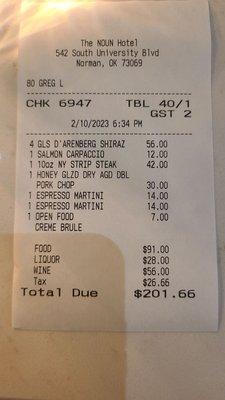 The NOUN Hotel
542 South University Blvd
Norman, OK 73069
80 GREG L
CHK 6947 TBL 40/1
GST 2
2/10/2023 6:34 PM
4 GLS D'ARENBERG SHIRAZ 56.00
1 SALMON CARPACCIO 12.00
1 10oz NY STRIP STEAK 42.00
1 HONEY GLZD DRY AGD DBL
PORK CHOP 30.00
1 ESPRESSO MARTINI 14.00
1 ESPRESSO MARTINI 14.00
1 OPEN FOOD 7.00
CREME BRULE
FOOD $91.00
LIQUOR $28.00
WINE $56.00
Tax $26.66
Total Due $201.66